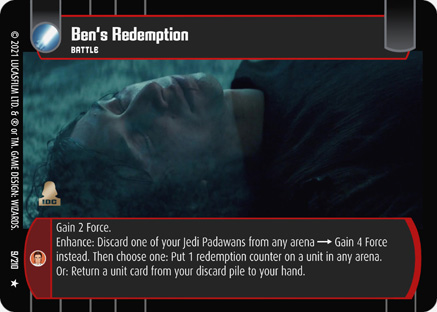 Ben's Redemption
BATTLE
© 2021 LUCASFILM LTD. & ® or TM. GAME DESIGN: WIZARDS.
9/210
IDC
Gain 2 Force.
Enhance: Discard one of your Jedi Padawans from any arena → Gain 4 Force
instead. Then choose one: Put 1 redemption counter on a unit in any arena.
Or: Return a unit card from your discard pile to your hand.